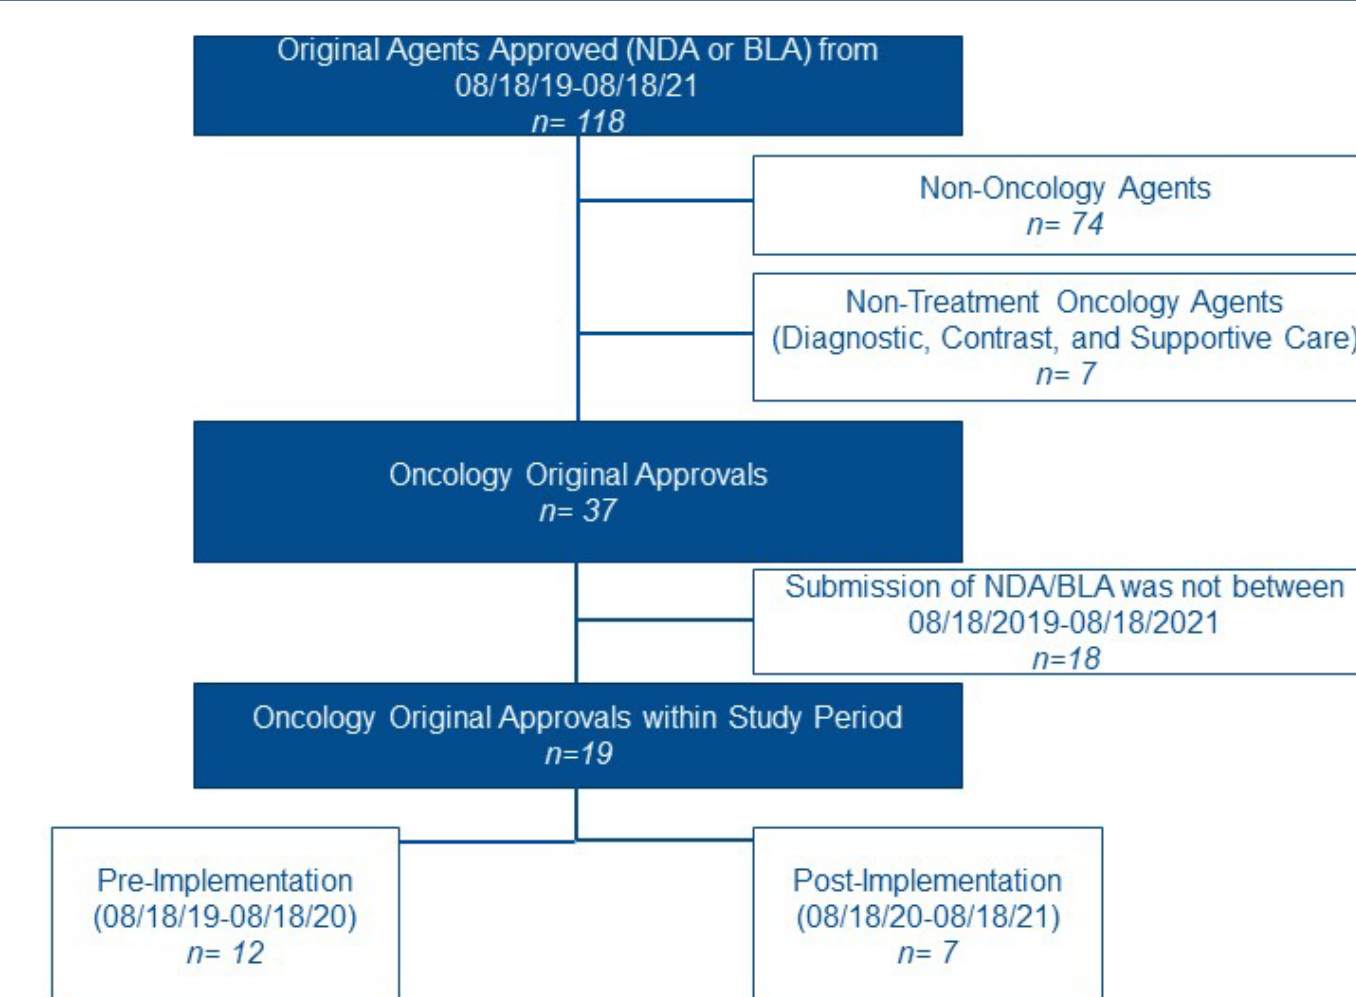 Original Agents Approved (NDA or BLA) from
08/18/19-08/18/21
n= 118
Non-Oncology Agents
n= 74
Non-Treatment Oncology Agents
(Diagnostic, Contrast, and Supportive Care)
n= 7
Oncology Original Approvals
n= 37
Submission of NDA/BLA was not between
08/18/2019-08/18/2021
n=18
Oncology Original Approvals within Study Period
n=19
Pre-Implementation
(08/18/19-08/18/20)
n= 12
Post-Implementation
(08/18/20-08/18/21)
n= 7